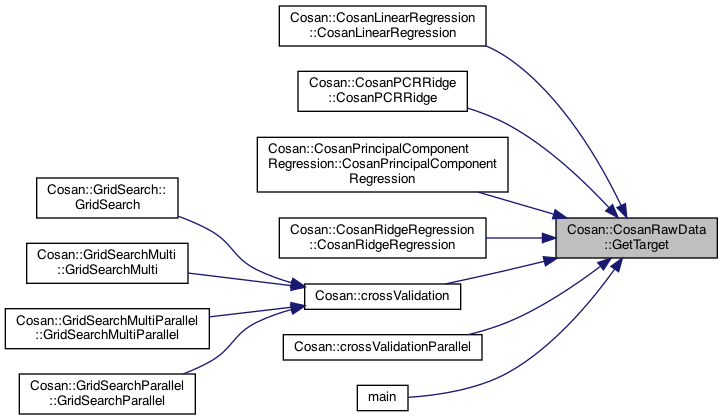 Cosan::CosanLinearRegression
::CosanLinearRegression
Cosan::CosanPCRRidge
::CosanPCRRidge
Cosan::CosanPrincipalComponent
Regression::CosanPrincipalComponent
Regression
Cosan::GridSearch::
GridSearch
Cosan::CosanRawData
::GetTarget
Cosan::CosanRidgeRegression
::CosanRidgeRegression
Cosan::GridSearchMulti
::GridSearchMulti
Cosan::crossValidation
Cosan::GridSearchMultiParallel
::GridSearchMultiParallel
Cosan::crossValidationParallel
Cosan::GridSearchParallel
::GridSearchParallel
main